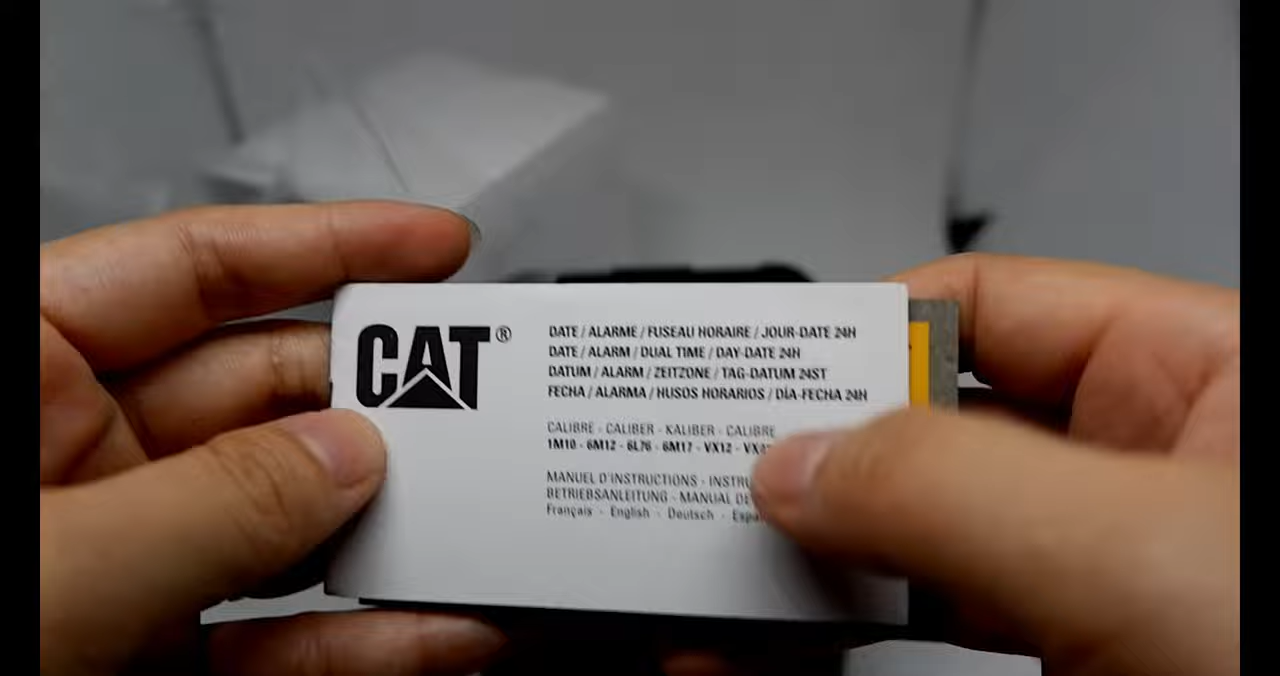 CAT®
DATE / ALARME / FUSEAU HORAIRE / JOUR-DATE 24H
DATE / ALARM / DUAL TIME / DAY-DATE 24H
DATUM / ALARM / ZEITZONE / TAG-DATUM 24ST
FECHA / ALARMA / HUSOS HORARIOS / DÍA-FECHA 24H
CALIBRE - CALIBER - KALIBER - CALIBRE
1M10 - 6M12 - 6L76 - 6M17 - VX12 -
MANUEL D'INSTRUCTIONS -
BETRIEBSANLEITUNG - MANUAL DE
Français - English - Deutsch -